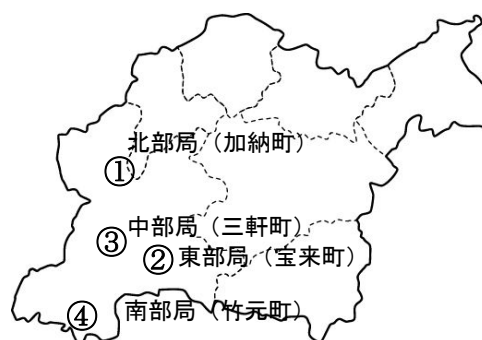 北部局（加納町）
①
中部局（三軒町）
③
② 東部局（宝来町）
④ 南部局（竹元町）